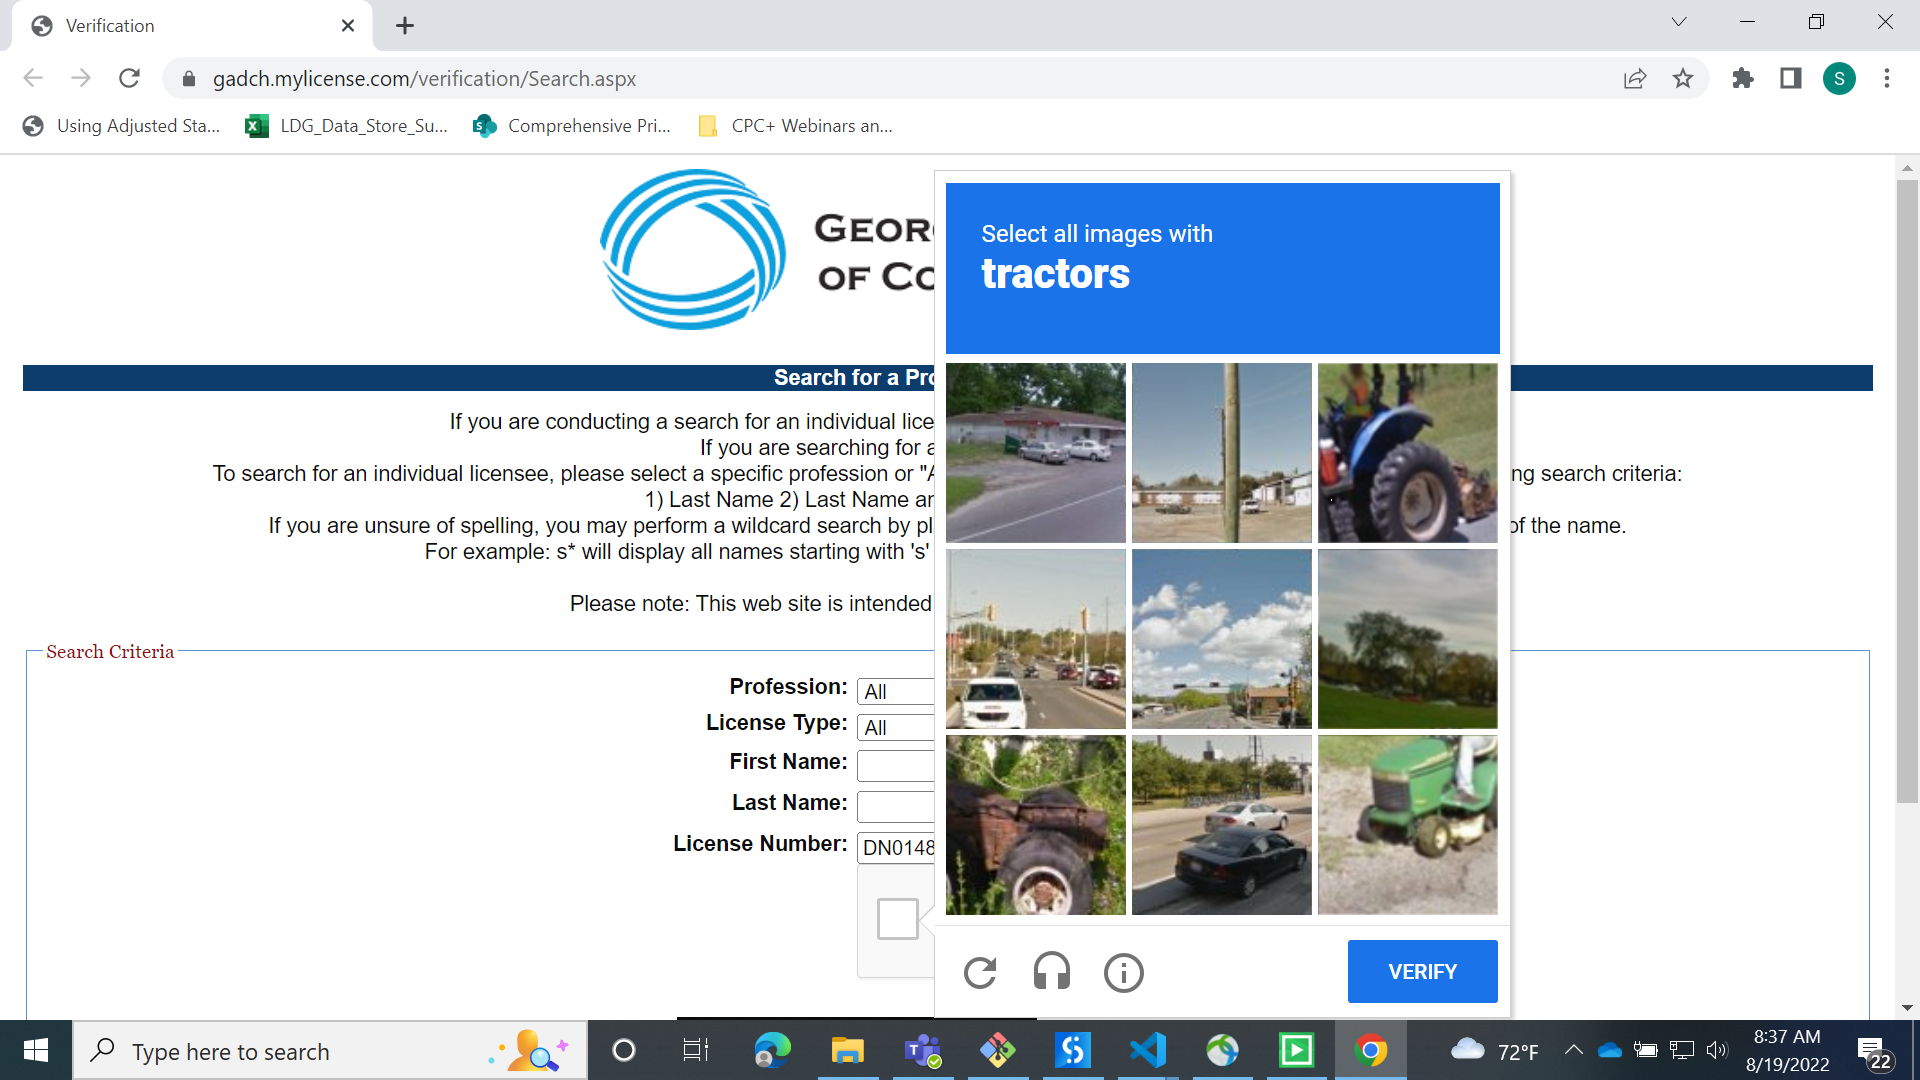 Verification
gadch.mylicense.com/verification/Search.aspx
S
Using Adjusted Sta...
LDG_Data_Store_Su...
Comprehensive Pri...
CPC+ Webinars an...
GEOR
OF CO
Select all images with
tractors
Search for a Pro
If you are conducting a search for an individual lice
If you are searching for a
To search for an individual licensee, please select a specific profession or "A
ng search criteria:
1) Last Name 2) Last Name an
If you are unsure of spelling, you may perform a wildcard search by pl
of the name.
For example: s* will display all names starting with 's'
Please note: This web site is intended
Search Criteria
Profession: All
License Type: All
First Name:
Last Name:
License Number: DN0148
VERIFY
Type here to search
72°F
8:37 AM
8/19/2022
22